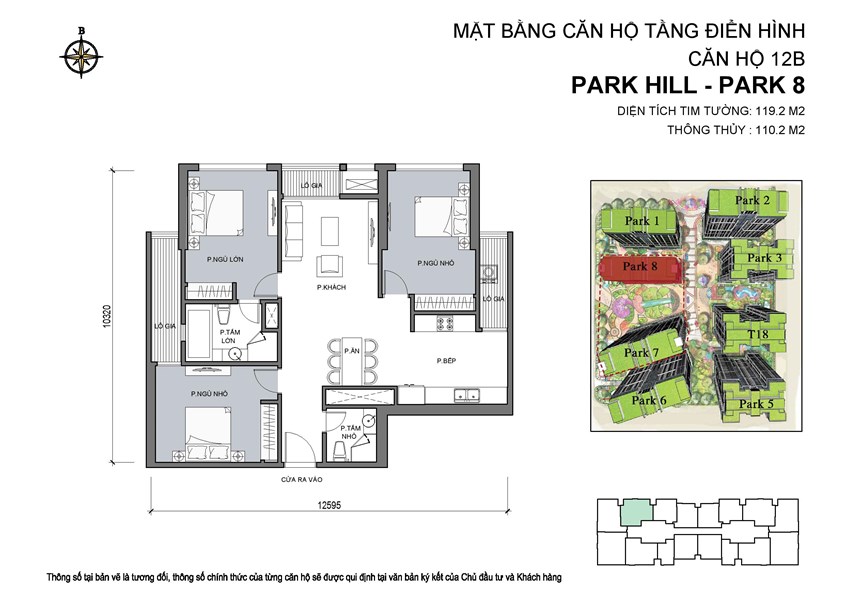 MẶT BẰNG CĂN HỘ TẦNG ĐIỂN HÌNH
CĂN HỘ 12B
PARK HILL - PARK 8
DIỆN TÍCH TIM TƯỜNG: 119.2 M2
THÔNG THỦY : 110.2 M2
B
LÔ GIA
P.NGỦ LỚN
P.NGỦ NHỎ
P.KHÁCH
LÔ GIA
LÔ GIA
P.TẮM
LỚN
P.ĂN
P.BẾP
P.NGỦ NHỎ
P.TẮM
NHỎ
CỬA RA VÀO
10320
12595
Park 1
Park 2
Park 8
Park 3
T18
Park 7
Park 6
Park 5
Thông số tại bản vẽ là tương đối, thông số chính thức của từng căn hộ sẽ được qui định tại văn bản ký kết của Chủ đầu tư và Khách hàng